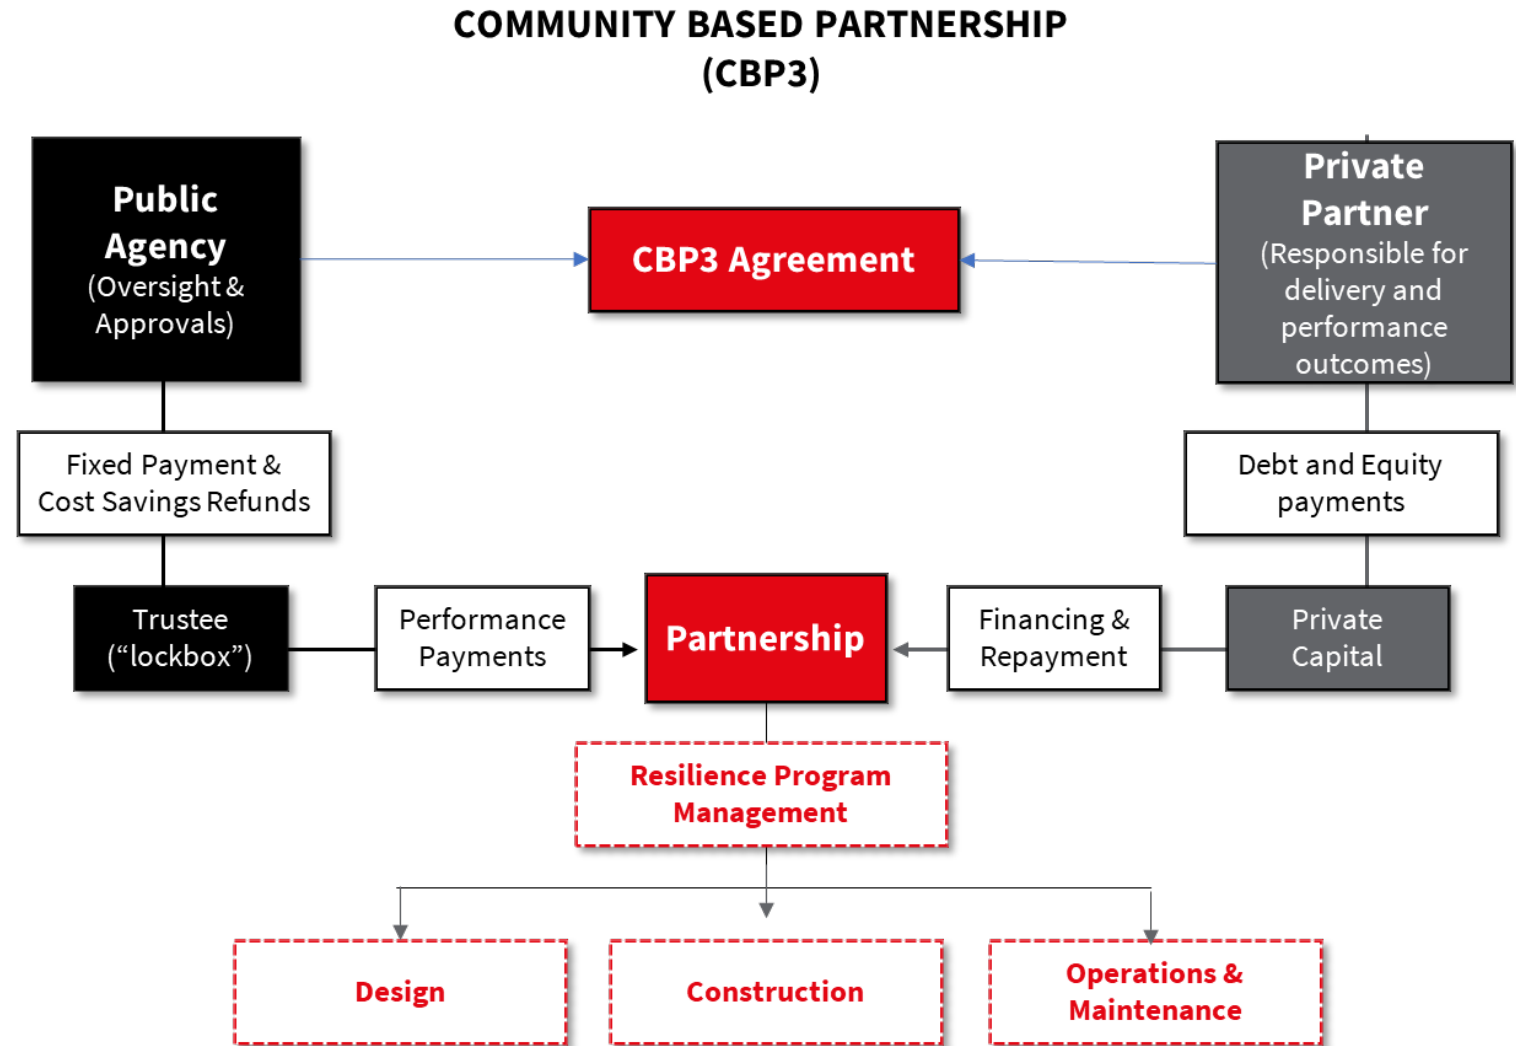 COMMUNITY BASED PARTNERSHIP
(CBP3)
Public
Agency
(Oversight &
Approvals)
CBP3 Agreement
Private
Partner
(Responsible for
delivery and
performance
outcomes)
Fixed Payment &
Cost Savings Refunds
Debt and Equity
payments
Trustee
(“lockbox”)
Performance
Payments
Partnership
Financing &
Repayment
Private
Capital
Resilience Program
Management
Design
Construction
Operations &
Maintenance